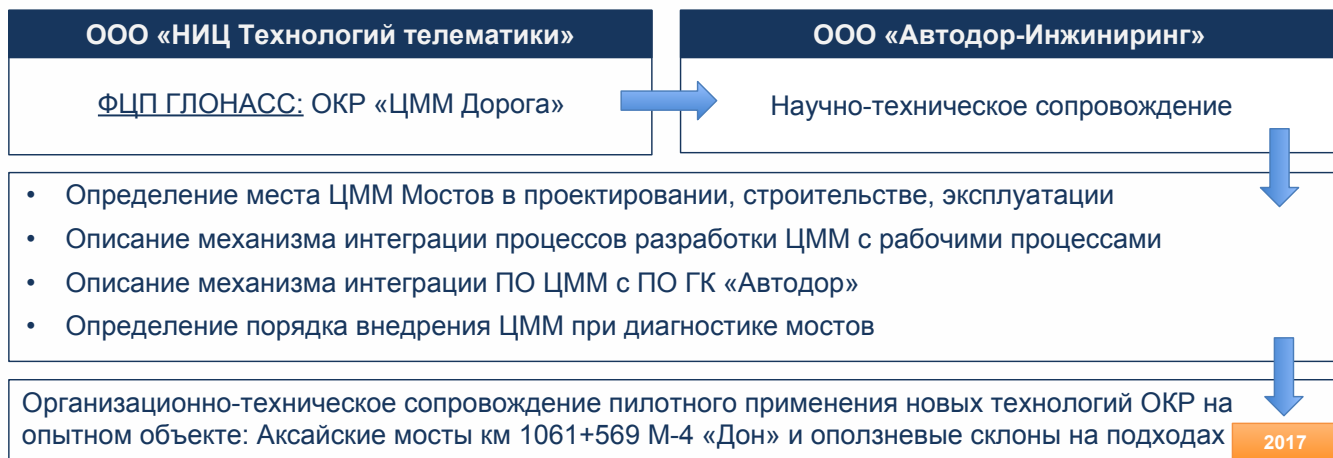 ООО «НИЦ Технологий телематики»
ООО «Автодор-Инжиниринг»
ФЦП ГЛОНАСС: ОКР «ЦММ Дорога»
Научно-техническое сопровождение
• Определение места ЦММ Мостов в проектировании, строительстве, эксплуатации
• Описание механизма интеграции процессов разработки ЦММ с рабочими процессами
• Описание механизма интеграции ПО ЦММ с ПО ГК «Автодор»
• Определение порядка внедрения ЦММ при диагностике мостов
Организационно-техническое сопровождение пилотного применения новых технологий ОКР на
опытном объекте: Аксайские мосты км 1061+569 М-4 «Дон» и оползневые склоны на подходах
2017